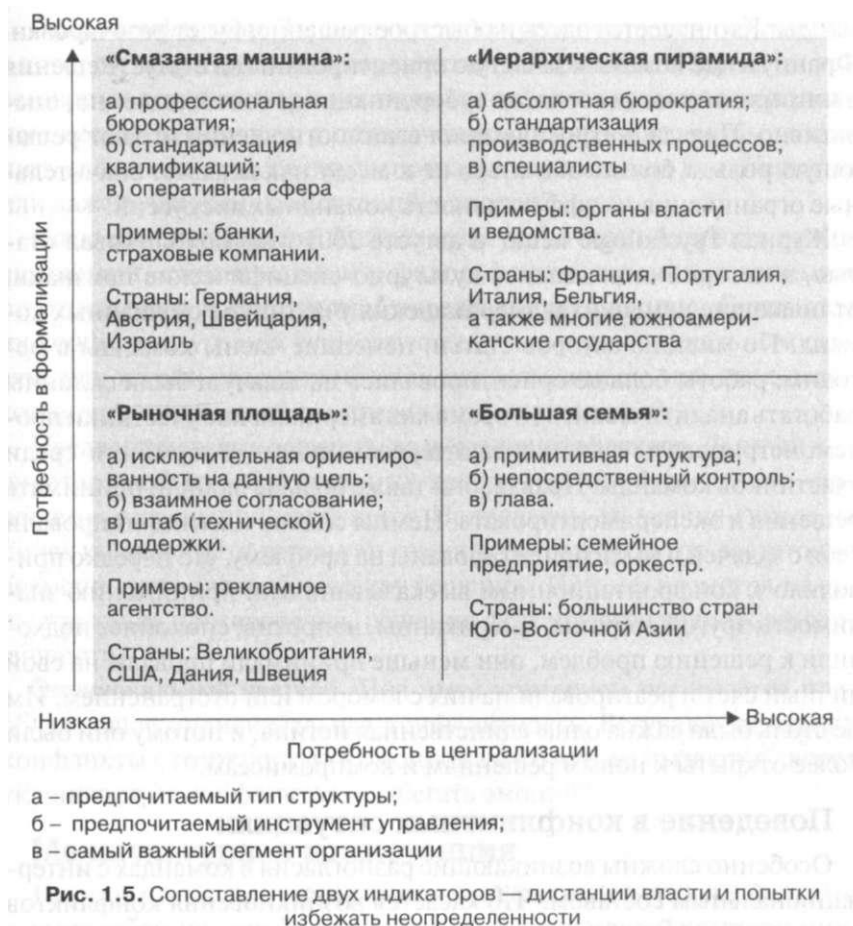 Высокая
«Смазанная машина»:
а) профессиональная
бюрократия;
б) стандартизация
квалификаций;
в) оперативная сфера
Примеры: банки,
страховые компании.
Страны: Германия,
Австрия, Швейцария,
Израиль
«Иерархическая пирамида»:
а) абсолютная бюрократия;
б) стандартизация
производственных процессов;
в) специалисты
Примеры: органы власти
и ведомства.
Страны: Франция, Португалия,
Италия, Бельгия,
а также многие южноамери-
канские государства
Потребность в формализации
«Рыночная площадь»:
а) исключительная ориентиро-
ванность на данную цель;
б) взаимное согласование;
в) штаб (технической)
поддержки.
Примеры: рекламное
агентство.
Страны: Великобритания,
США, Дания, Швеция
«Большая семья»:
а) примитивная структура;
б) непосредственный контроль;
в) глава
Примеры: семейное
предприятие, оркестр.
Страны: большинство стран
Юго-Восточной Азии
Низкая
Высокая
Потребность в централизации
а – предпочитаемый тип структуры;
б – предпочитаемый инструмент управления;
в – самый важный сегмент организации
Рис. 1.5. Сопоставление двух индикаторов — дистанции власти и попытки
избежать неопределенности